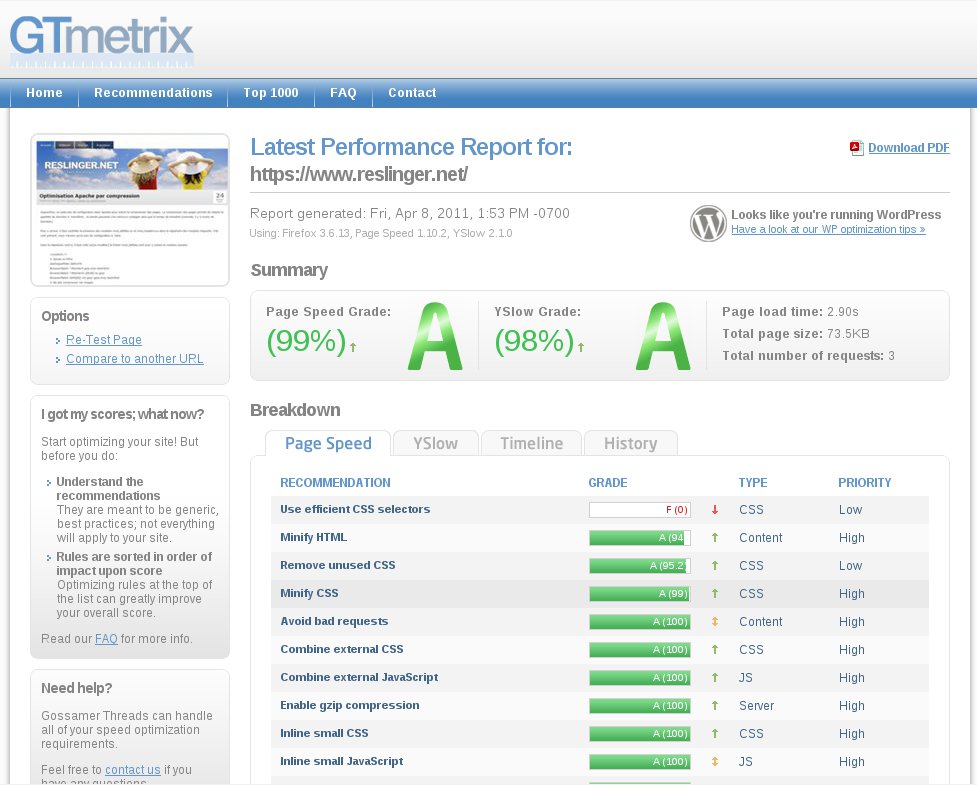 GTmetrix
Home
Recommendations
Top 1000
FAQ
Contact
RESLINGER.NET
Optimisation Apache par compression
24
Latest Performance Report for:
https://www.reslinger.net/
Download PDF
Report generated: Fri, Apr 8, 2011, 1:53 PM -0700
Using: Firefox 3.6.13, Page Speed 1.10.2, YSlow 2.1.0
Looks like you're running WordPress
Have a look at our WP optimization tips »
Summary
Page Speed Grade:
(99%)
A
YSlow Grade:
(98%)
A
Page load time: 2.90s
Total page size: 73.5KB
Total number of requests: 3
Options
Re-Test Page
Compare to another URL
I got my scores; what now?
Start optimizing your site! But
before you do:
Understand the
recommendations
They are meant to be generic,
best practices; not everything
will apply to your site.
Rules are sorted in order of
impact upon score
Optimizing rules at the top of
the list can greatly improve
your overall score.
Read our FAQ for more info.
Need help?
Gossamer Threads can handle
all of your speed optimization
requirements.
Feel free to contact us if you
have any questions
Breakdown
Page Speed
YSlow
Timeline
History
RECOMMENDATION GRADE TYPE PRIORITY
Use efficient CSS selectors F (0) CSS Low
Minify HTML A (94 Content High
Remove unused CSS A (95.2 CSS Low
Minify CSS A (99) CSS High
Avoid bad requests A (100) Content High
Combine external CSS A (100) CSS High
Combine external JavaScript A (100) JS High
Enable gzip compression A (100) Server High
Inline small CSS A (100) CSS High
Inline small JavaScript A (100) JS High